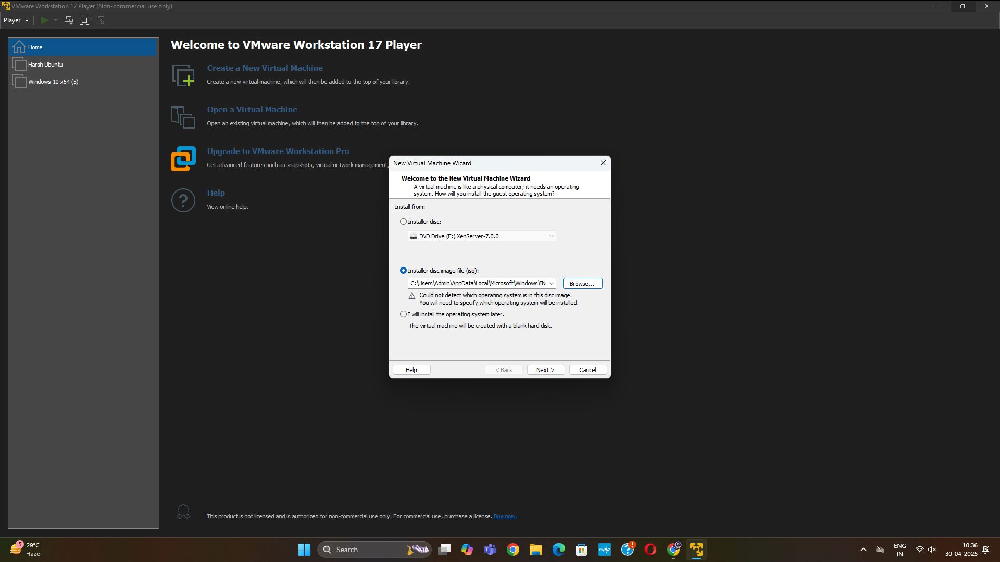 VMware Workstation 17 Player (Non-commercial use only)
Player
Home
Harsh Ubuntu
Windows 10 x64 (5)
Welcome to VMware Workstation 17 Player
Create a New Virtual Machine
Create a new virtual machine, which will then be added to the top of your library.
Open a Virtual Machine
Open an existing virtual machine, which will then be added to the top of your library.
Upgrade to VMware Workstation Pro
Get advanced features such as snapshots, virtual network management,
?
Help
View online help.
New Virtual Machine Wizard
Welcome to the New Virtual Machine Wizard
A virtual machine is like a physical computer; it needs an operating
system. How will you install the guest operating system?
Install from:
Installer disc:
DVD Drive (E:) XenServer-7.0.0
Installer disc image file (iso):
C:\Users\Admin\AppData\Local\Microsoft\Windows\IN
Browse...
Could not detect which operating system is in this disc image.
You will need to specify which operating system will be installed.
I will install the operating system later.
The virtual machine will be created with a blank hard disk.
Help
< Back
Next >
Cancel
This product is not licensed and is authorized for non-commercial use only. For commercial use, purchase a license. Buy now.
5
29°C
Haze
Search
myhp
ENG
IN
10:36
30-04-2025